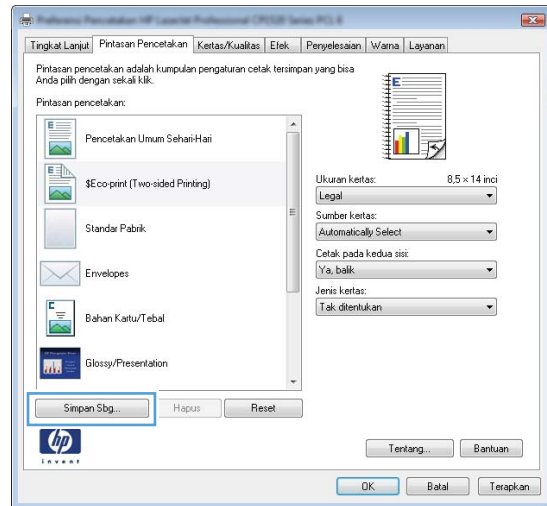 Tingkat Lanjut Pintasan Pencetakan Kertas/Kualitas Efek Penyelesaian Warna Layanan
Pintasan pencetakan adalah kumpulan pengaturan cetak tersimpan yang bisa
Anda pilih dengan sekali klik.
Pintasan pencetakan:
Pencetakan Umum Sehari-Hari
$Eco-print (Two-sided Printing)
Standar Pabrik
Envelopes
Bahan Kartu/Tebal
Glossy/Presentation
Simpan Sbg... Hapus Reset
Ukuran kertas: 8,5 × 14 inci
Legal
Sumber kertas:
Automatically Select
Cetak pada kedua sisi:
Ya, balik
Jenis kertas:
Tak ditentukan
hp
invent
Tentang... Bantuan
OK Batal Terapkan